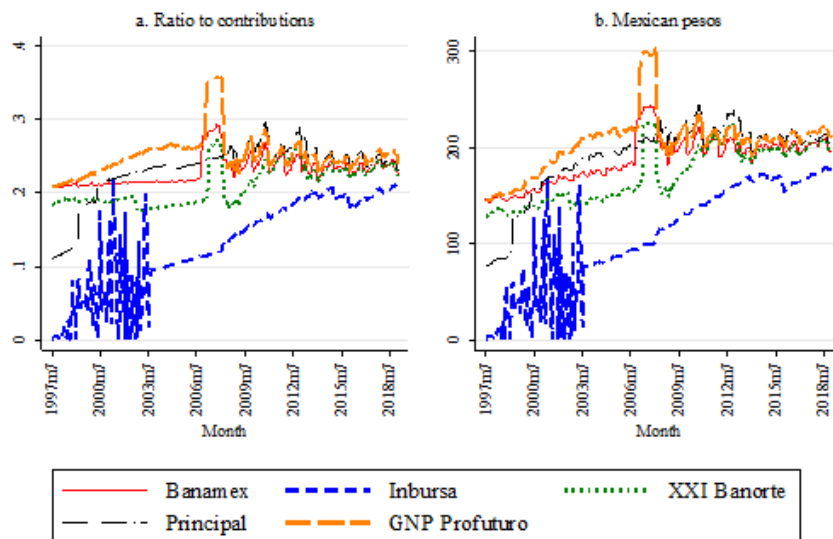 a. Ratio to contributions
b. Mexican pesos
.4
.3
.2
.1
0
300
200
100
0
1997m7 2000m7 2003m7 2006m7 2009m7 2012m7 2015m7 2018m7
1997m7 2000m7 2003m7 2006m7 2009m7 2012m7 2015m7 2018m7
Month
Month
Banamex Inbursa XXI Banorte
Principal GNP Profuturo